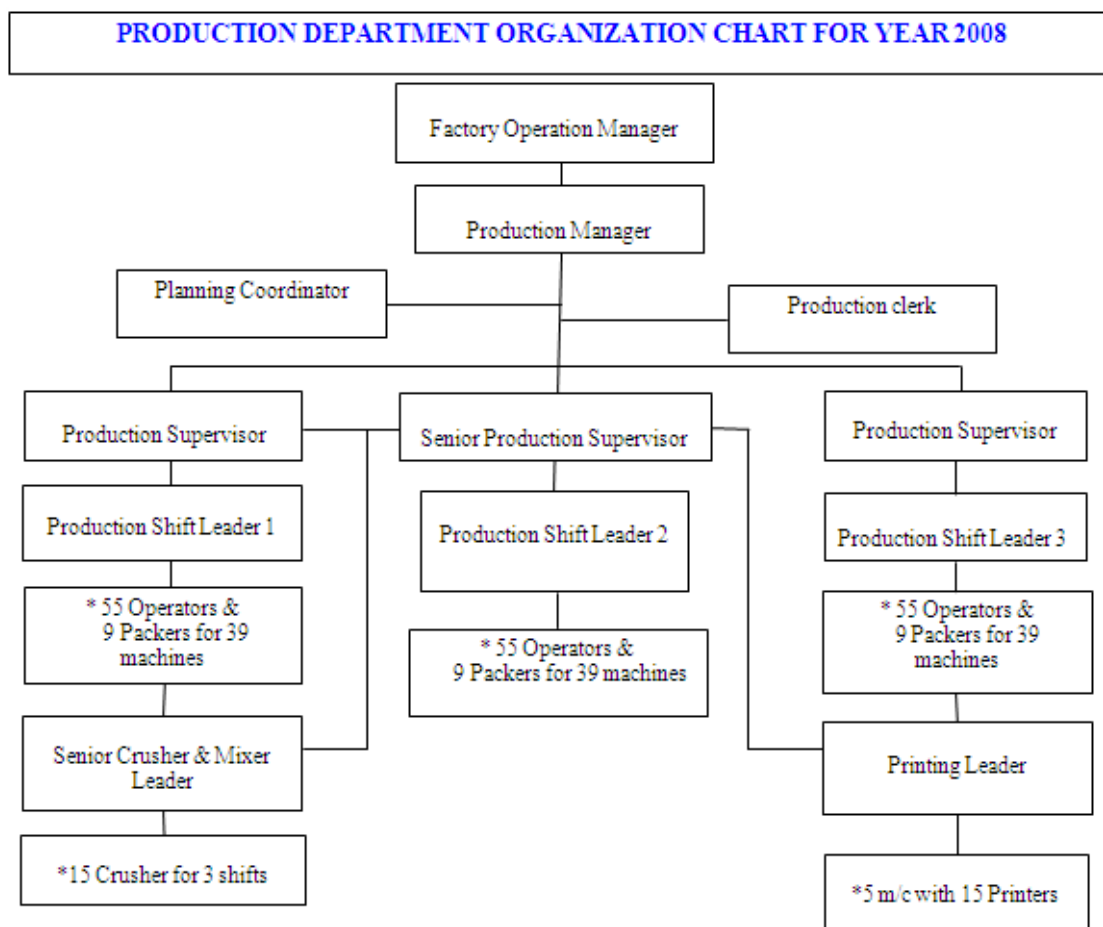 PRODUCTION DEPARTMENT ORGANIZATION CHART FOR YEAR 2008
Factory Operation Manager
Production Manager
Planning Coordinator
Production clerk
Production Supervisor
Senior Production Supervisor
Production Supervisor
Production Shift Leader 1
Production Shift Leader 2
Production Shift Leader 3
* 55 Operators &
9 Packers for 39
machines
* 55 Operators &
9 Packers for 39 machines
* 55 Operators &
9 Packers for 39
machines
Senior Crusher & Mixer
Leader
Printing Leader
*15 Crusher for 3 shifts
*5 m/c with 15 Printers